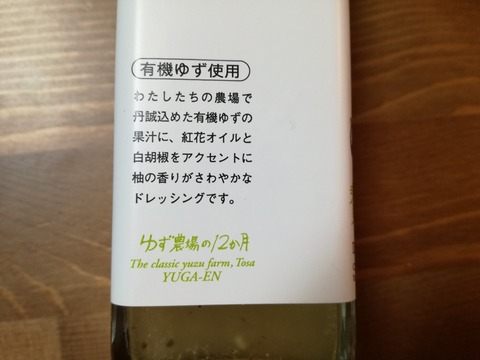 有機ゆず使用
わたしたちの農場で
丹誠込めた有機ゆずの
果汁に、紅花オイルと
白胡椒をアクセントに
柚の香りがさわやかな
ドレッシングです。
ゆず農場の12か月
The classic yuzu farm, Tosa
YUGA-EN